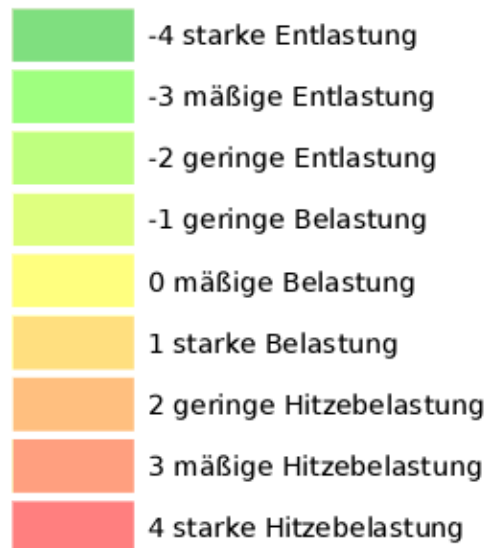 -4 starke Entlastung
-3 mäßige Entlastung
-2 geringe Entlastung
-1 geringe Belastung
0 mäßige Belastung
1 starke Belastung
2 geringe Hitzebelastung
3 mäßige Hitzebelastung
4 starke Hitzebelastung